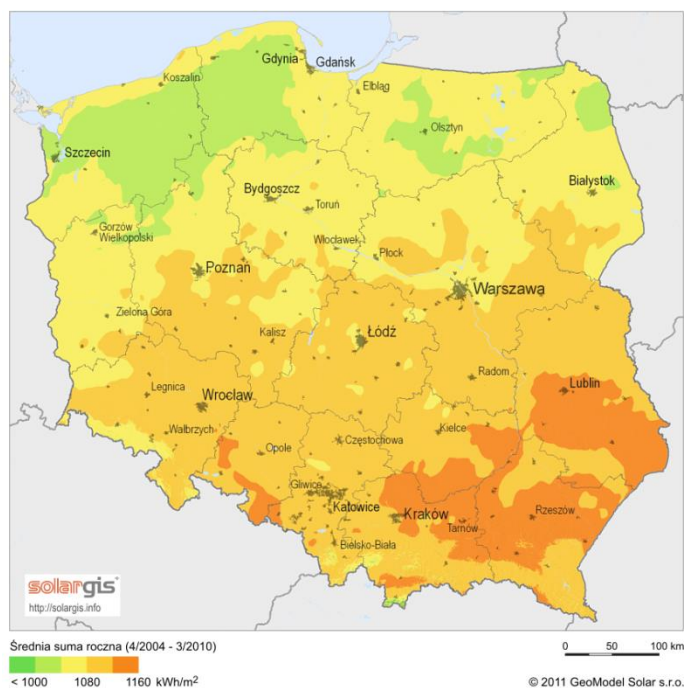 Gdynia
Gdańsk
Koszalin
Elbląg
Olsztyn
Szczecin
Białystok
Bydgoszcz
Toruń
Gorzów
Wielkopolski
Włocławek
Płock
Poznań
Warszawa
Zielona Góra
Kalisz
Łódź
Radom
Legnica
Wrocław
Lublin
Wałbrzych
Opole
Częstochowa
Kielce
Gliwice
Katowice
Kraków
Tarnów
Rzeszów
Bielsko-Biała
solargis
http://solargis.info
Średnia suma roczna (4/2004 - 3/2010)
0 50 100 km
< 1000 1080 1160 kWh/m²
© 2011 GeoModel Solar s.r.o.